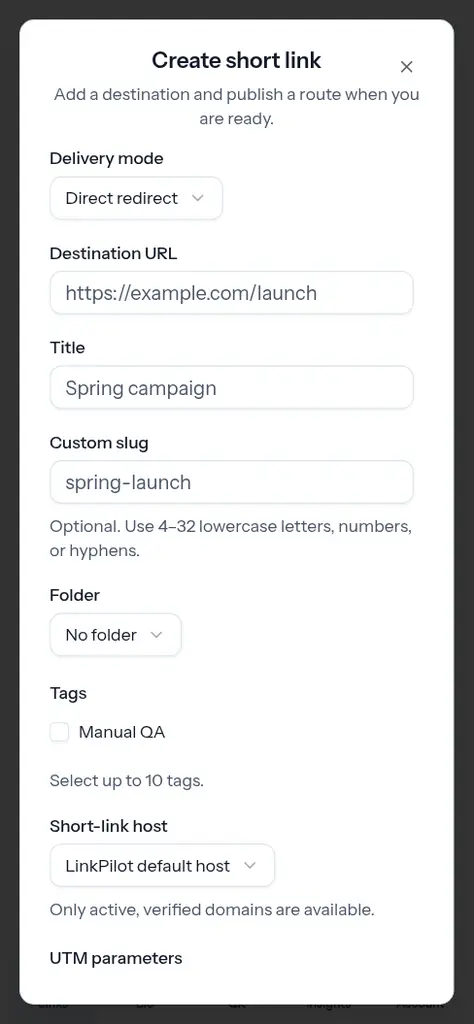 Create short link
Add a destination and publish a route when you
are ready.
Delivery mode
Direct redirect
Destination URL
https://example.com/launch
Title
Spring campaign
Custom slug
spring-launch
Optional. Use 4–32 lowercase letters, numbers,
or hyphens.
Folder
No folder
Tags
Manual QA
Select up to 10 tags.
Short-link host
LinkPilot default host
Only active, verified domains are available.
UTM parameters